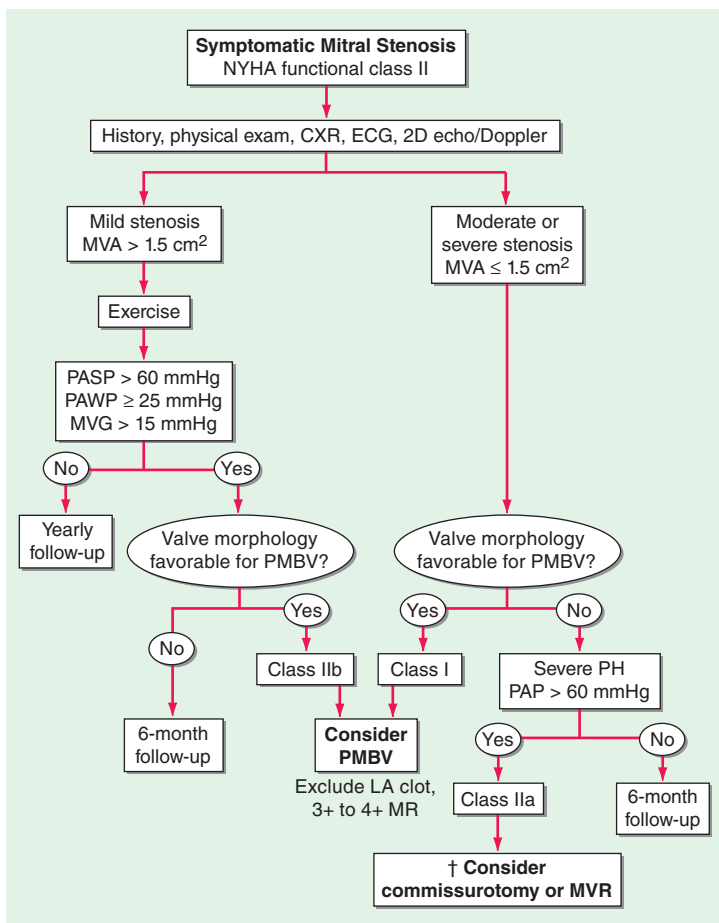 Symptomatic Mitral Stenosis
NYHA functional class II
History, physical exam, CXR, ECG, 2D echo/Doppler
Mild stenosis
MVA > 1.5 cm²
Moderate or
severe stenosis
MVA ≤ 1.5 cm²
Exercise
PASP > 60 mmHg
PAWP ≥ 25 mmHg
MVG > 15 mmHg
No
Yes
Yearly
follow-up
Valve morphology
favorable for PMBV?
Valve morphology
favorable for PMBV?
No
Yes
Yes
No
Class IIb
Class I
Severe PH
PAP > 60 mmHg
6-month
follow-up
Consider
PMBV
Exclude LA clot,
3+ to 4+ MR
Yes
No
Class IIa
6-month
follow-up
† Consider
commissurotomy or MVR